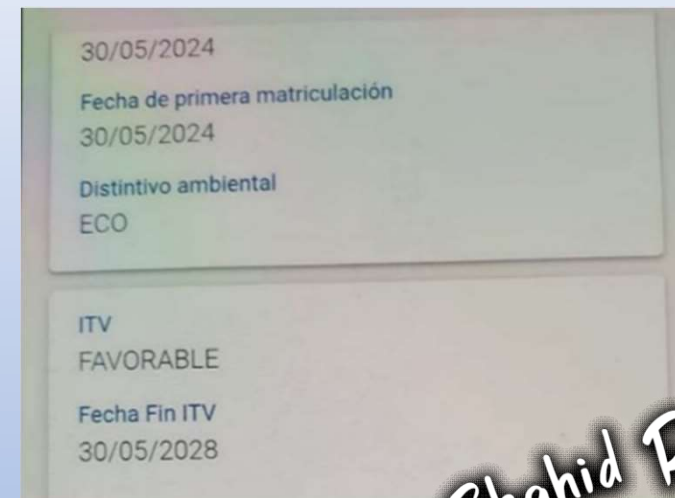 30/05/2024
Fecha de primera matriculación
30/05/2024
Distintivo ambiental
ECO
ITV
FAVORABLE
Fecha Fin ITV
30/05/2028
Shahid